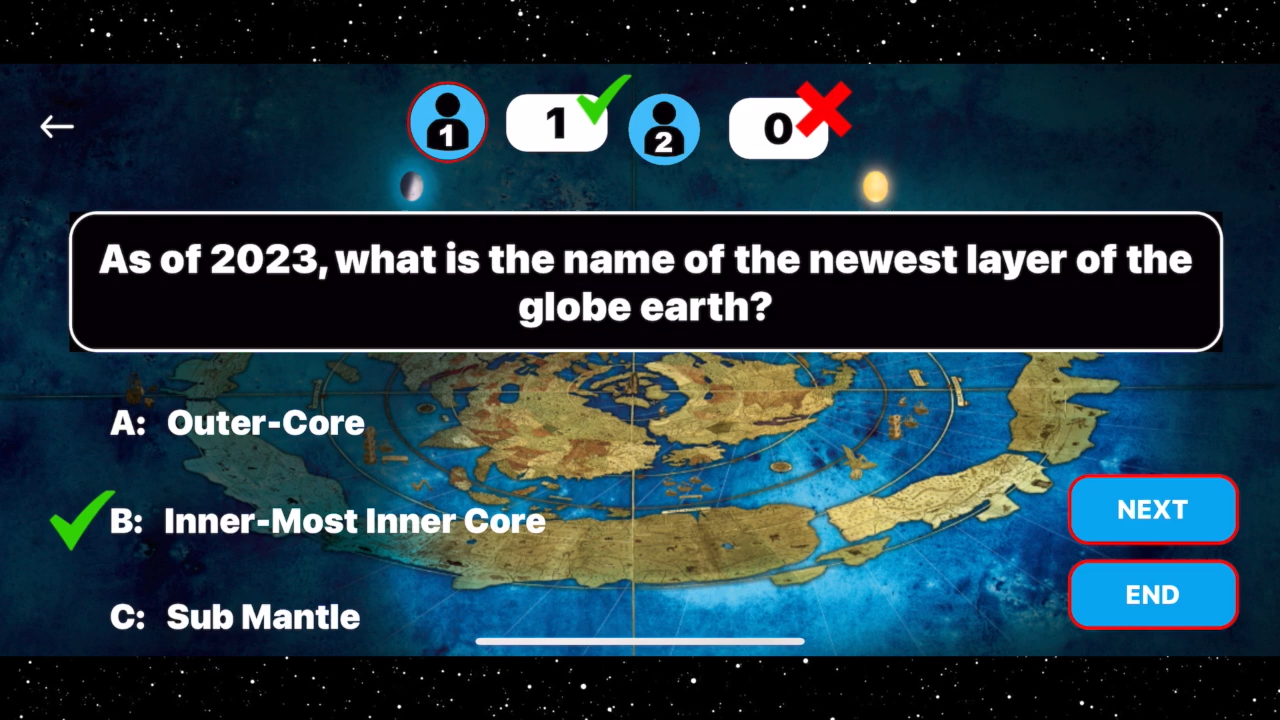 1 1 2 0
As of 2023, what is the name of the newest layer of the
globe earth?
A: Outer-Core
B: Inner-Most Inner Core
C: Sub Mantle
NEXT
END